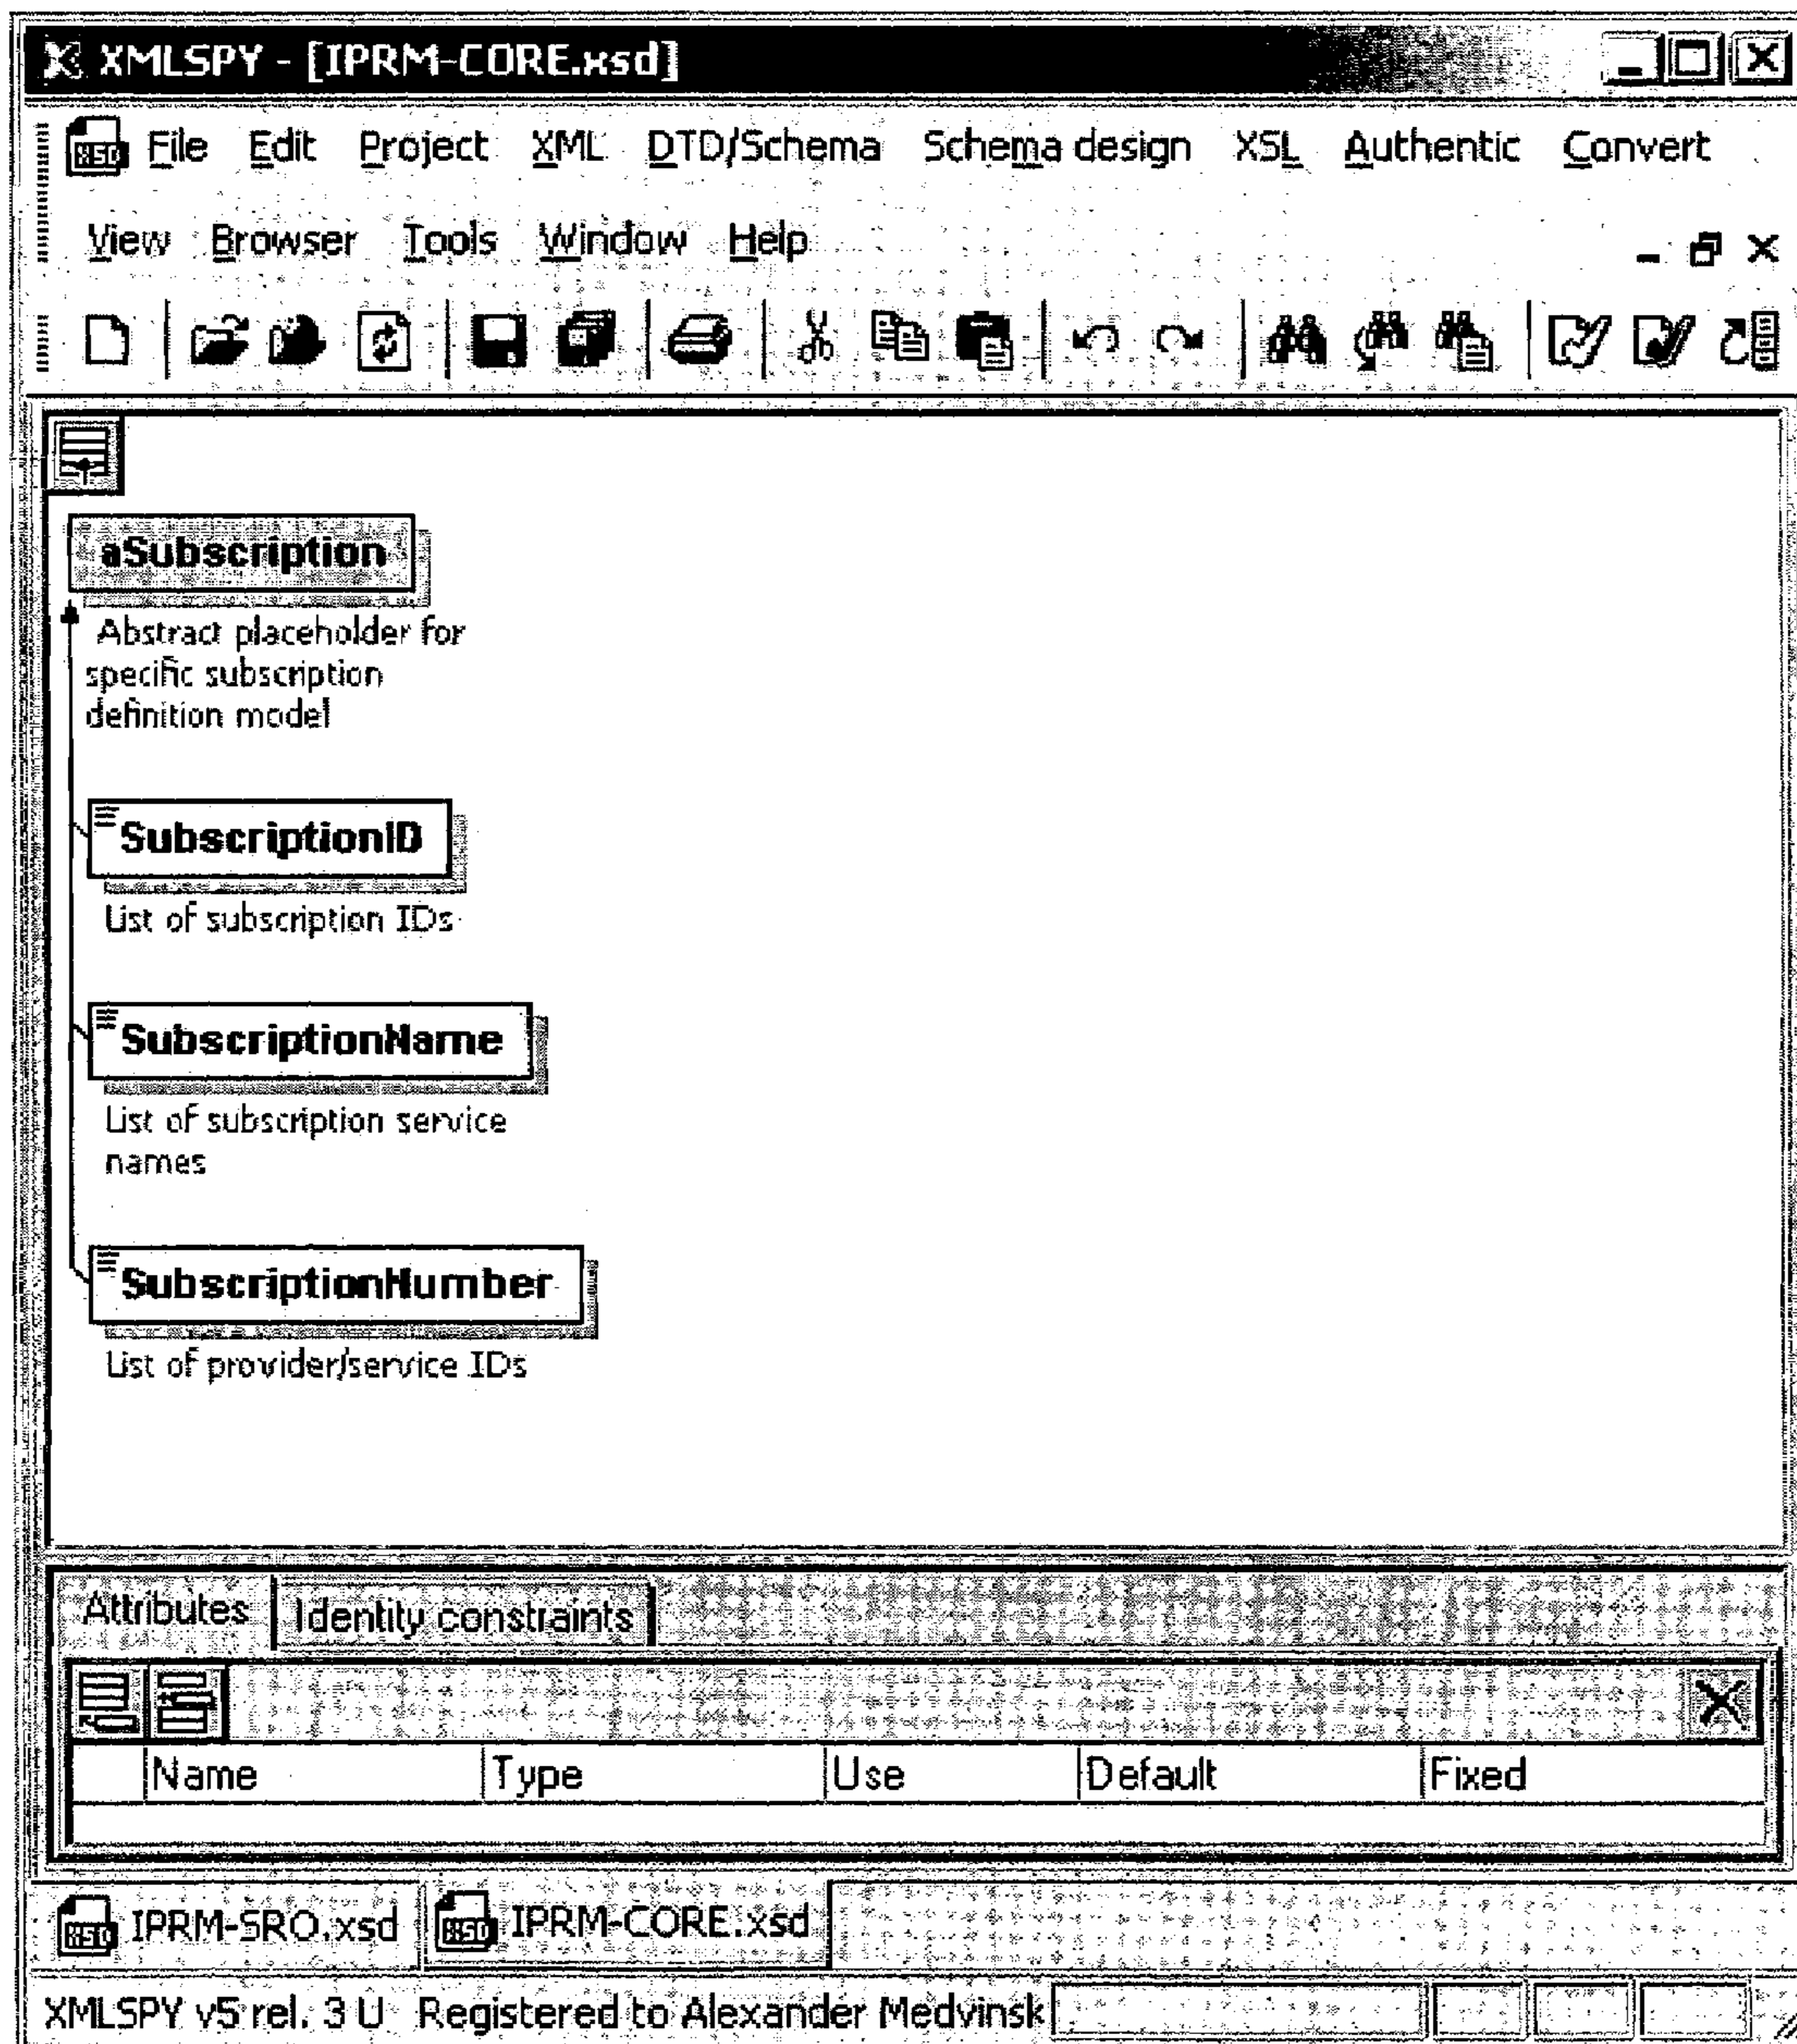 XMLSPY - [IPRM-CORE.xsd]
File Edit Project XML DTD/Schema Schema design XSL Authentic Convert
View Browser Tools Window Help
aSubscription
Abstract placeholder for
specific subscription
definition model
SubscriptionID
List of subscription IDs
SubscriptionName
List of subscription service
names
SubscriptionNumber
List of provider/service IDs
Attributes Identity constraints
Name Type Use Default Fixed
XSD IPRM-SRO.xsd XSD IPRM-CORE.xsd
XMLSPY v5 rel. 3 U Registered to Alexander Medvinsk